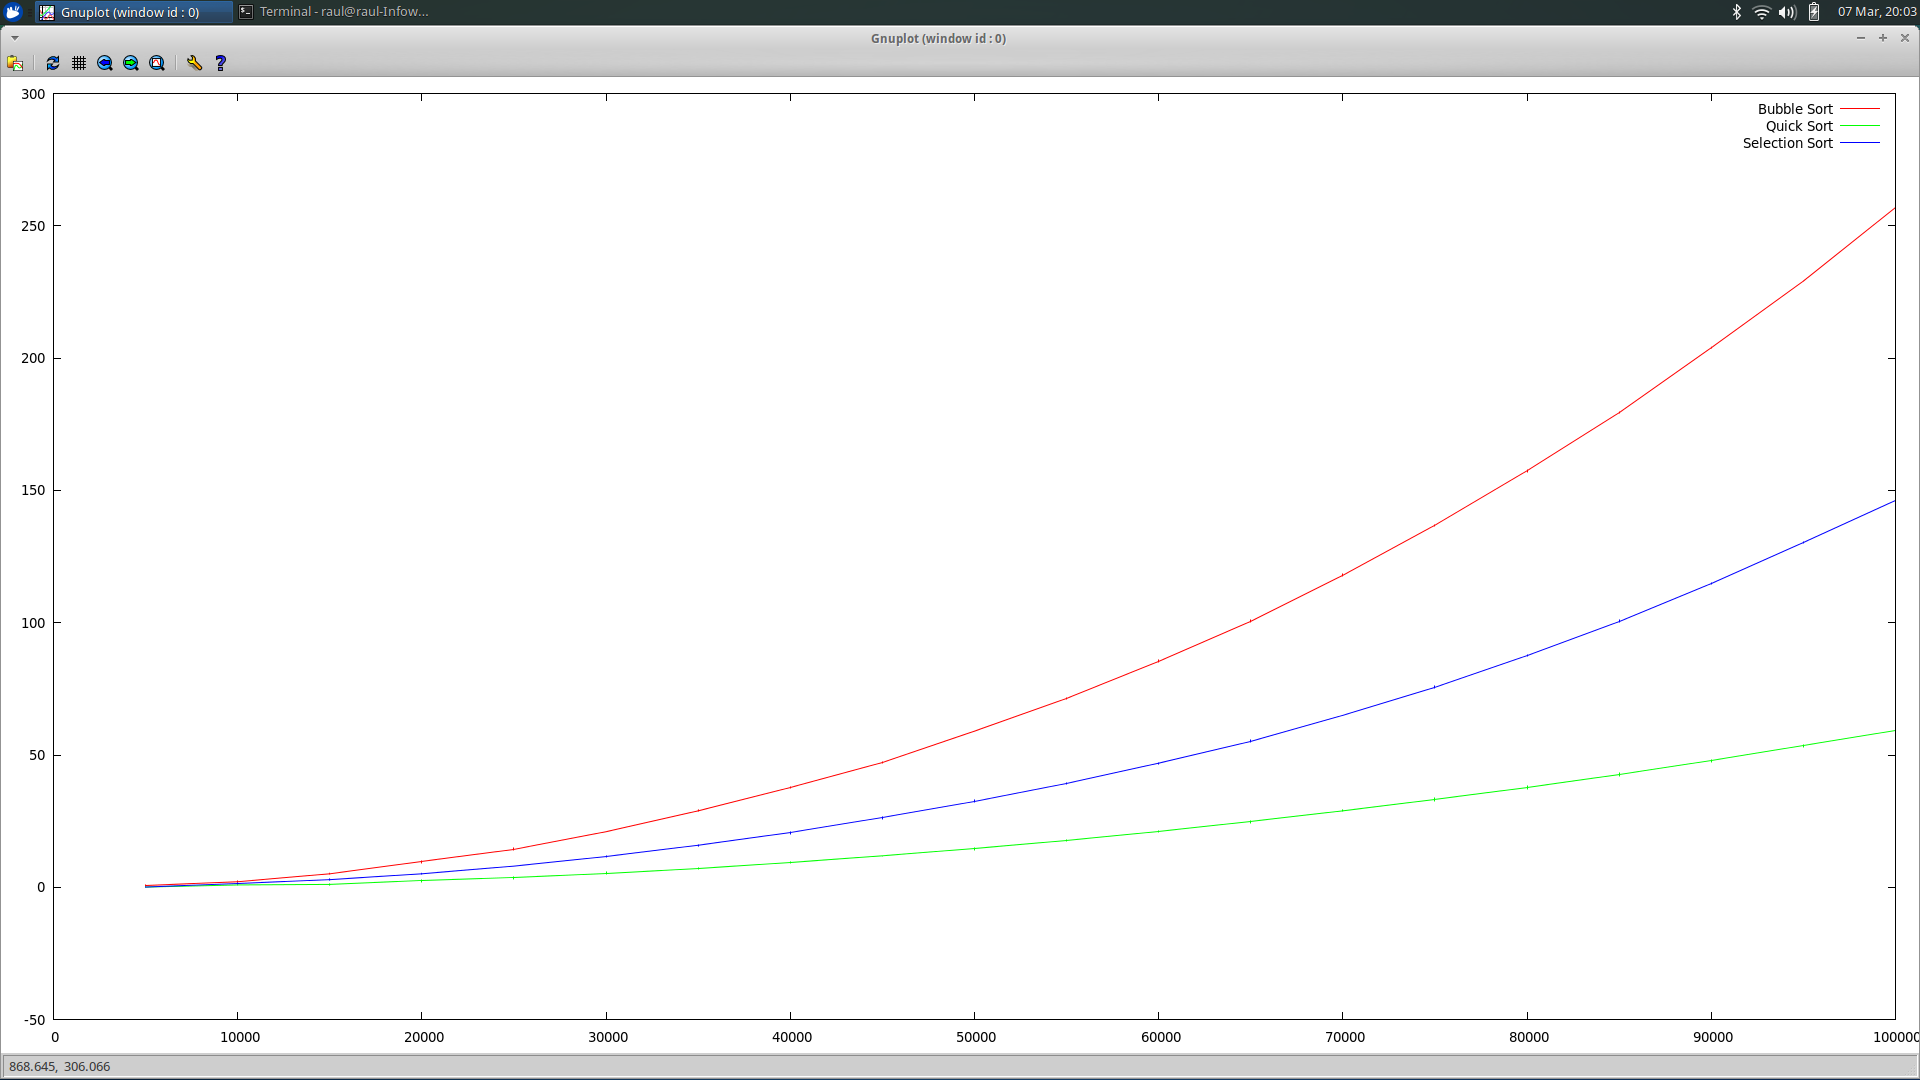 Gnuplot (window id : 0)
Terminal - raul@raul-Infow...
07 Mar, 20:03
Gnuplot (window id : 0)
300
250
200
150
100
50
0
-50
Bubble Sort
Quick Sort
Selection Sort
0 10000 20000 30000 40000 50000 60000 70000 80000 90000 100000
868.645, 306.066